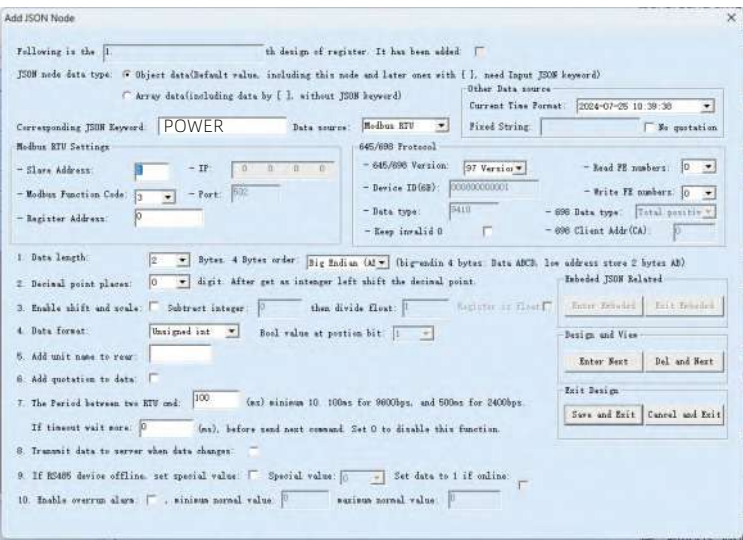 Add JSON Node
Following is the 1. th design of register. It has been added:
JSON node data type: Object data(Default value, including this node and later ones with { }, need Input JSON keyword)
Array data(including data by [ ], without JSON keyword)
Other Data source
Current Time Format: 2024-07-25 10:39:38
Corresponding JSON Keyword: POWER Data source: Modbus RTU Fixed String: No quotation
Modbus RTU Settings
645/698 Protocol
- Slave Address: - IP: 0 0 0 0
- 645/698 Version: 97 Version - Read FE numbers: 0
- Modbus Function Code: 3 - Port: 502
- Device ID(6B): 000000000001 - Write FE numbers: 0
- Register Address: 0
- Data type: 9410 - 698 Data type: Total positiv
- Keep invalid 0 - 698 Client Addr(CA): 0
1. Data length: 2 Bytes. 4 Bytes order: Big Endian (AB (big-endin 4 bytes: Data ABCD, low address store 2 bytes AB)
2. Decimal point places: 0 digit. After get as intenger left shift the decimal point.
Embeded JSON Related
3. Enable shift and scale: Subtract integer: 0 then divide float: 1 Register is float
Enter Embeded Exit Embeded
4. Data format: Unsigned int Bool value at postion bit: 1
Design and View
5. Add unit name to rear:
Enter Next Del and Next
6. Add quotation to data:
7. The Period between two RTU cmd: 100 (ms) minimum 10. 100ms for 9600bps, and 500ms for 2400bps.
Exit Design
If timeout wait more: 0 (ms), before send next command. Set 0 to disable this function.
Save and Exit Cancel and Exit
8. Transmit data to server when data changes:
9. If RS485 device offline, set special value: Special value: 0 Set data to 1 if online:
10. Enable overrun alarm: , minimum normal value: 0 maximum normal value: 0